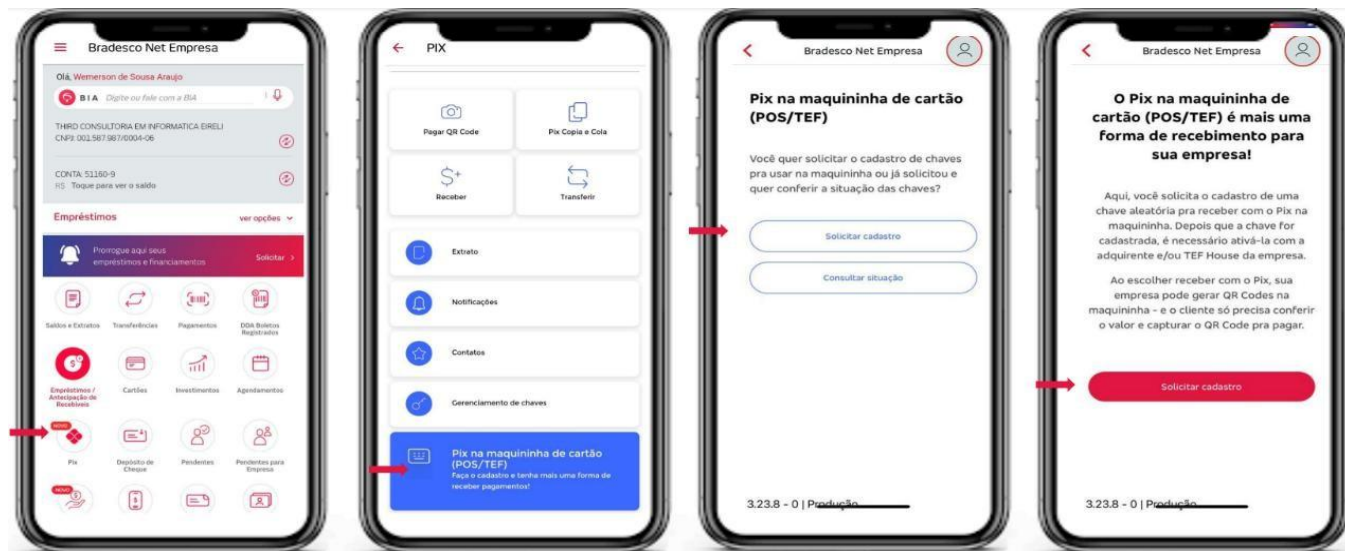 Bradesco Net Empresa
Olá, Wemerson de Sousa Araujo
BIA Digite ou fale com a BIA
THIRD CONSULTORIA EM INFORMATICA EIRELI
CNPJ: 001.587.987/0004-06
CONTA: 51160-9
R$ Toque para ver o saldo
Empréstimos ver opções
Prorrogue aqui seus
empréstimos e financiamentos
Solicitar
Saldos e Extratos
Transferências
Pagamentos
DDA Boletos
Registrados
Empréstimos /
Antecipação de
Recebíveis
Cartões
Investimentos
Agendamentos
NOVO
Pix
Depósito de
Cheque
Pendentes
Pendentes para
Empresa
NOVO
PIX
Pagar QR Code
Pix Copia e Cola
Receber
Transferir
Extrato
Notificações
Contatos
Gerenciamento de chaves
Pix na maquininha de cartão
(POS/TEF)
Faça o cadastro e tenha mais uma forma de
receber pagamentos!
Bradesco Net Empresa
Pix na maquininha de cartão
(POS/TEF)
Você quer solicitar o cadastro de chaves
pra usar na maquininha ou já solicitou e
quer conferir a situação das chaves?
Solicitar cadastro
Consultar situação
3.23.8 - 0 | Produção
Bradesco Net Empresa
O Pix na maquininha de
cartão (POS/TEF) é mais uma
forma de recebimento para
sua empresa!
Aqui, você solicita o cadastro de uma
chave aleatória pra receber com o Pix na
maquininha. Depois que a chave for
cadastrada, é necessário ativá-la com a
adquirente e/ou TEF House da empresa.
Ao escolher receber com o Pix, sua
empresa pode gerar QR Codes na
maquininha - e o cliente só precisa conferir
o valor e capturar o QR Code pra pagar.
Solicitar cadastro
3.23.8 - 0 | Produção